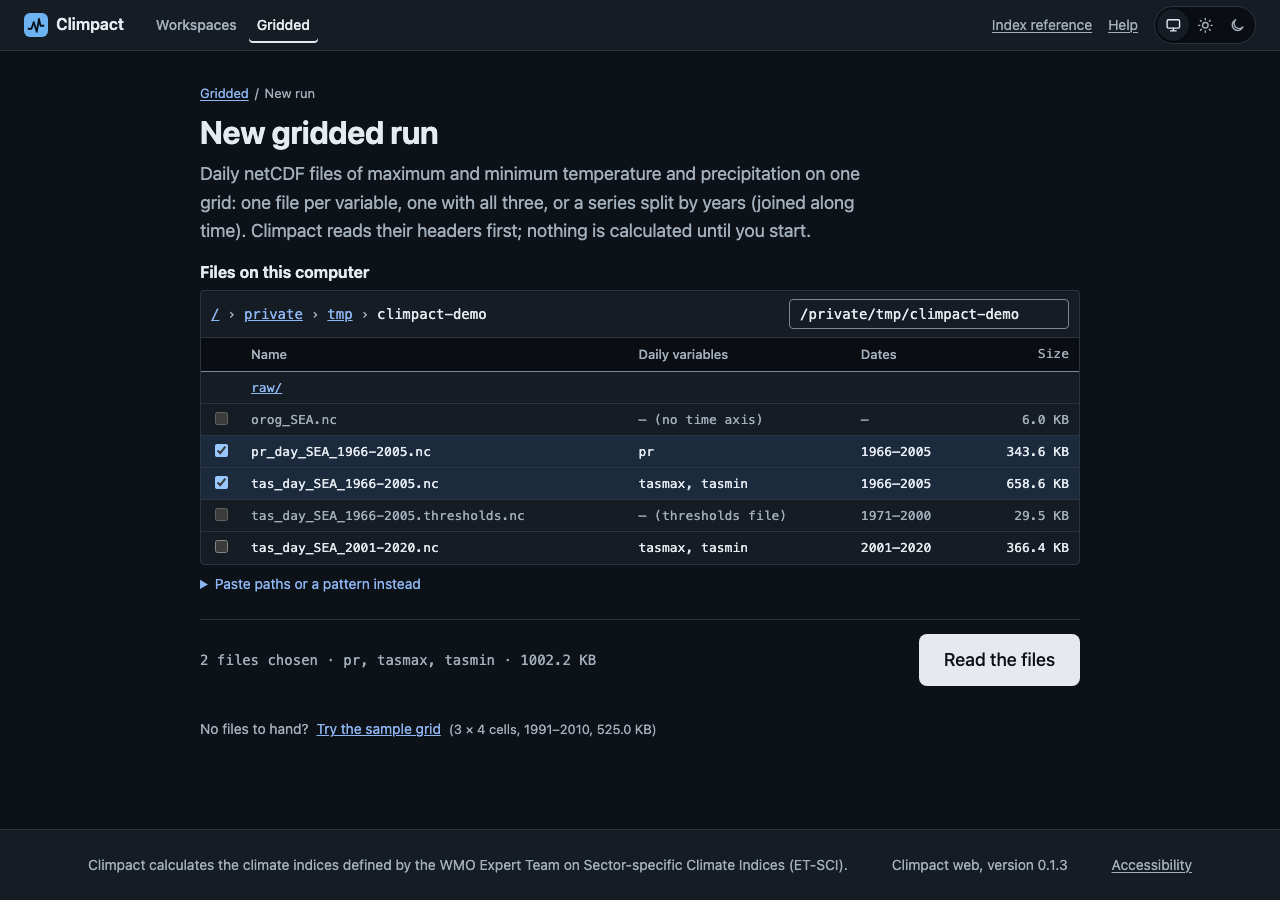 Climpact Workspaces Gridded Index reference Help
Gridded / New run
New gridded run
Daily netCDF files of maximum and minimum temperature and precipitation on one
grid: one file per variable, one with all three, or a series split by years (joined along
time). Climpact reads their headers first; nothing is calculated until you start.
Files on this computer
/ › private › tmp › climpact-demo /private/tmp/climpact-demo
Name Daily variables Dates Size
raw/
orog_SEA.nc — (no time axis) — 6.0 KB
pr_day_SEA_1966-2005.nc pr 1966–2005 343.6 KB
tas_day_SEA_1966-2005.nc tasmax, tasmin 1966–2005 658.6 KB
tas_day_SEA_1966-2005.thresholds.nc — (thresholds file) 1971–2000 29.5 KB
tas_day_SEA_2001-2020.nc tasmax, tasmin 2001–2020 366.4 KB
Paste paths or a pattern instead
2 files chosen · pr, tasmax, tasmin · 1002.2 KB
Read the files
No files to hand? Try the sample grid (3 × 4 cells, 1991–2010, 525.0 KB)
Climpact calculates the climate indices defined by the WMO Expert Team on Sector-specific Climate Indices (ET-SCI). Climpact web, version 0.1.3 Accessibility